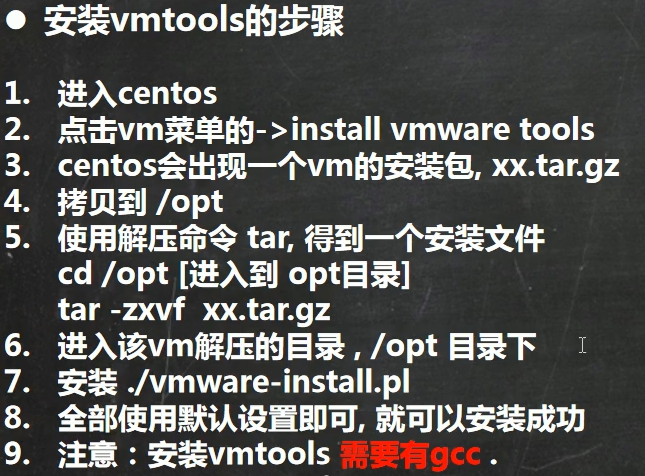 ● 安装vmtools的步骤
1. 进入centos
2. 点击vm菜单的->install vmware tools
3. centos会出现一个vm的安装包, xx.tar.gz
4. 拷贝到 /opt
5. 使用解压命令 tar, 得到一个安装文件
cd /opt [进入到 opt目录]
tar -zxvf xx.tar.gz
6. 进入该vm解压的目录 , /opt 目录下
7. 安装 ./vmware-install.pl
8. 全部使用默认设置即可, 就可以安装成功
9. 注意：安装vmtools 需要有gcc .